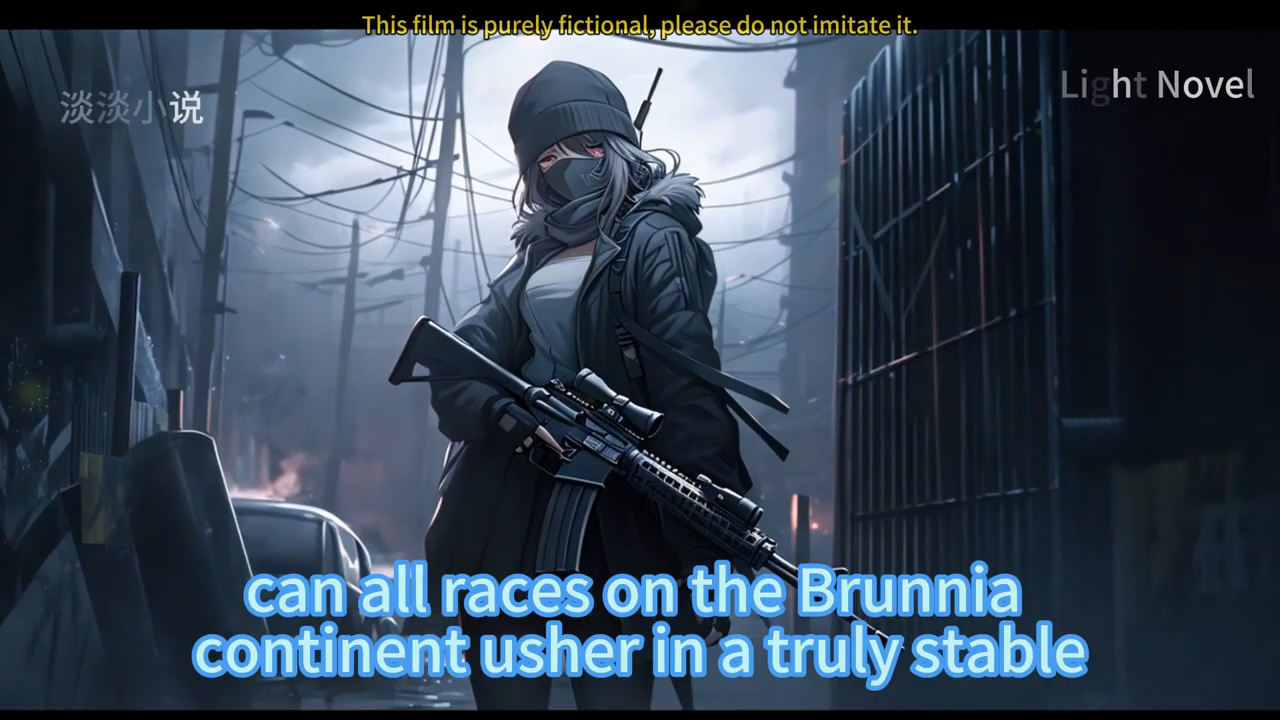 This film is purely fictional, please do not imitate it.
淡淡小说
Light Novel
can all races on the Brunnia
continent usher in a truly stable